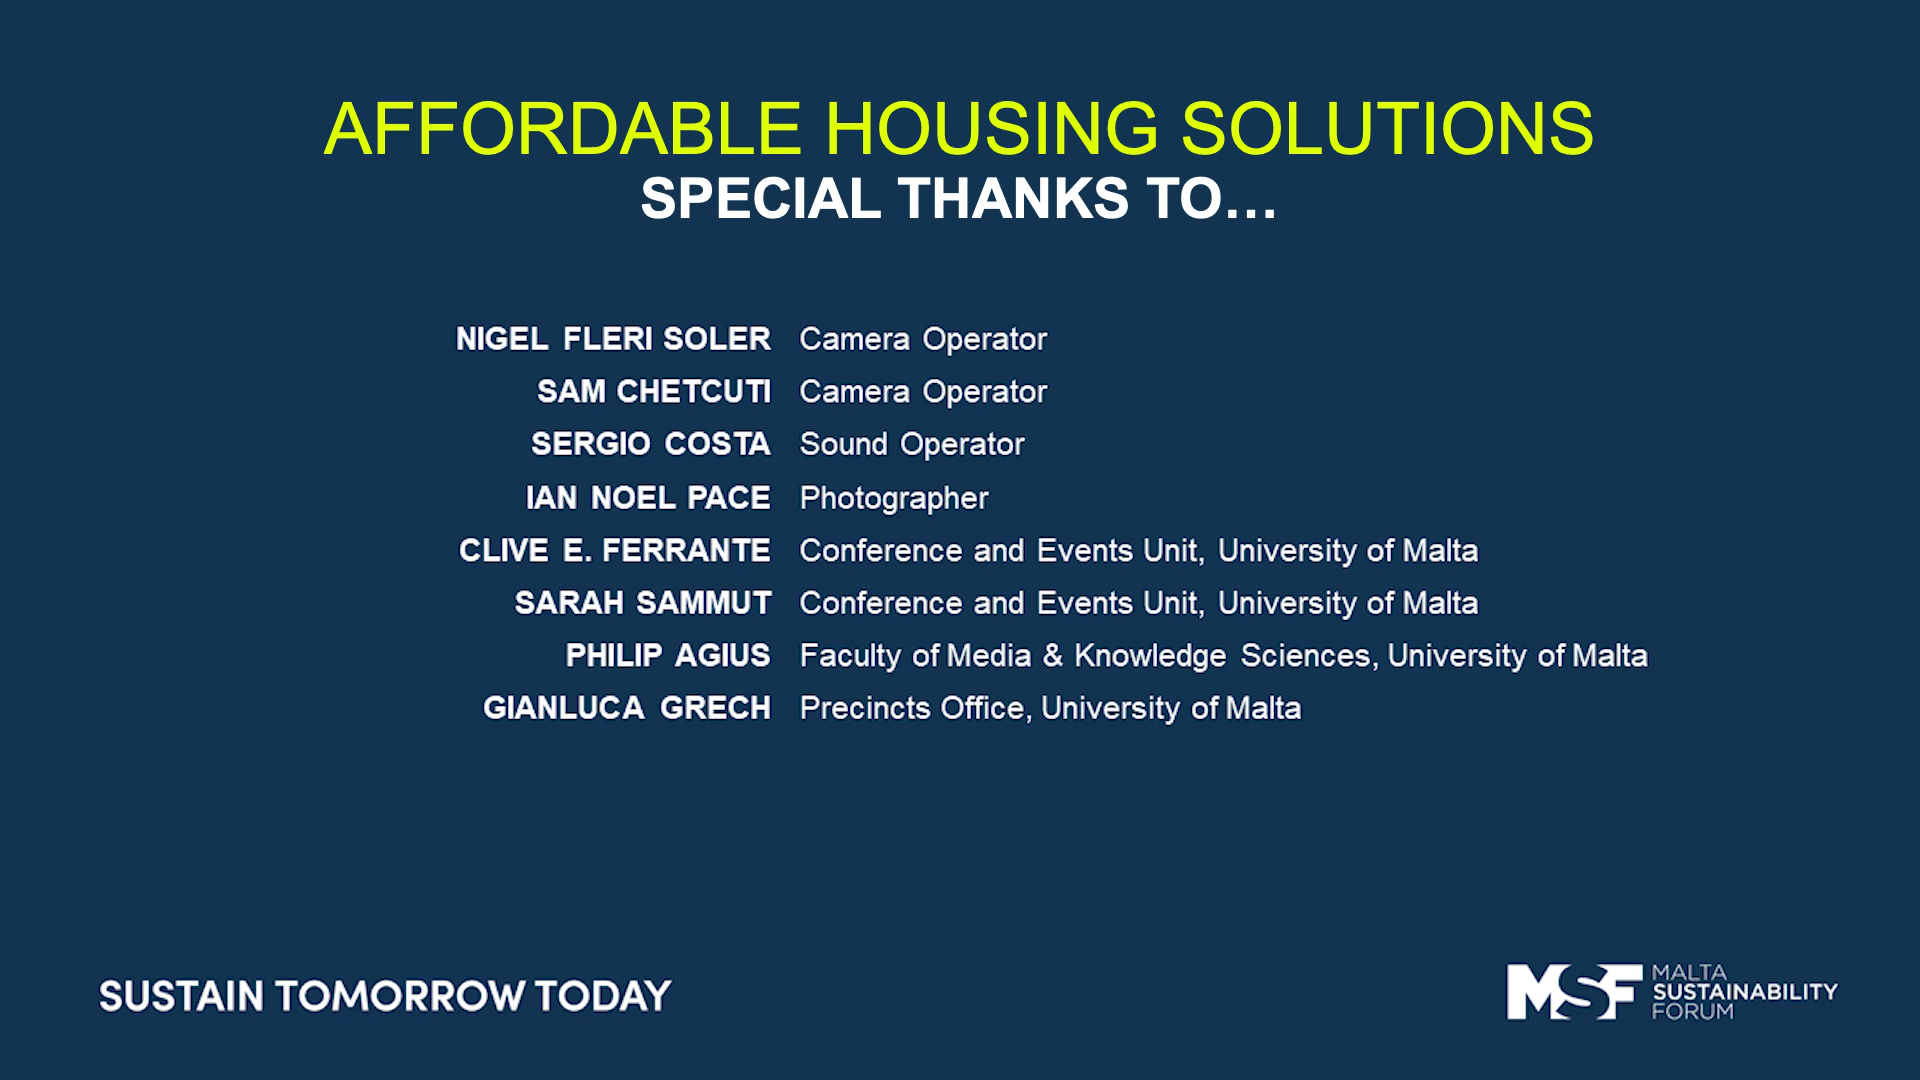 AFFORDABLE HOUSING SOLUTIONS
SPECIAL THANKS TO…
NIGEL FLERI SOLER Camera Operator
SAM CHETCUTI Camera Operator
SERGIO COSTA Sound Operator
IAN NOEL PACE Photographer
CLIVE E. FERRANTE Conference and Events Unit, University of Malta
SARAH SAMMUT Conference and Events Unit, University of Malta
PHILIP AGIUS Faculty of Media & Knowledge Sciences, University of Malta
GIANLUCA GRECH Precincts Office, University of Malta
SUSTAIN TOMORROW TODAY
MSF
MALTA
SUSTAINABILITY
FORUM